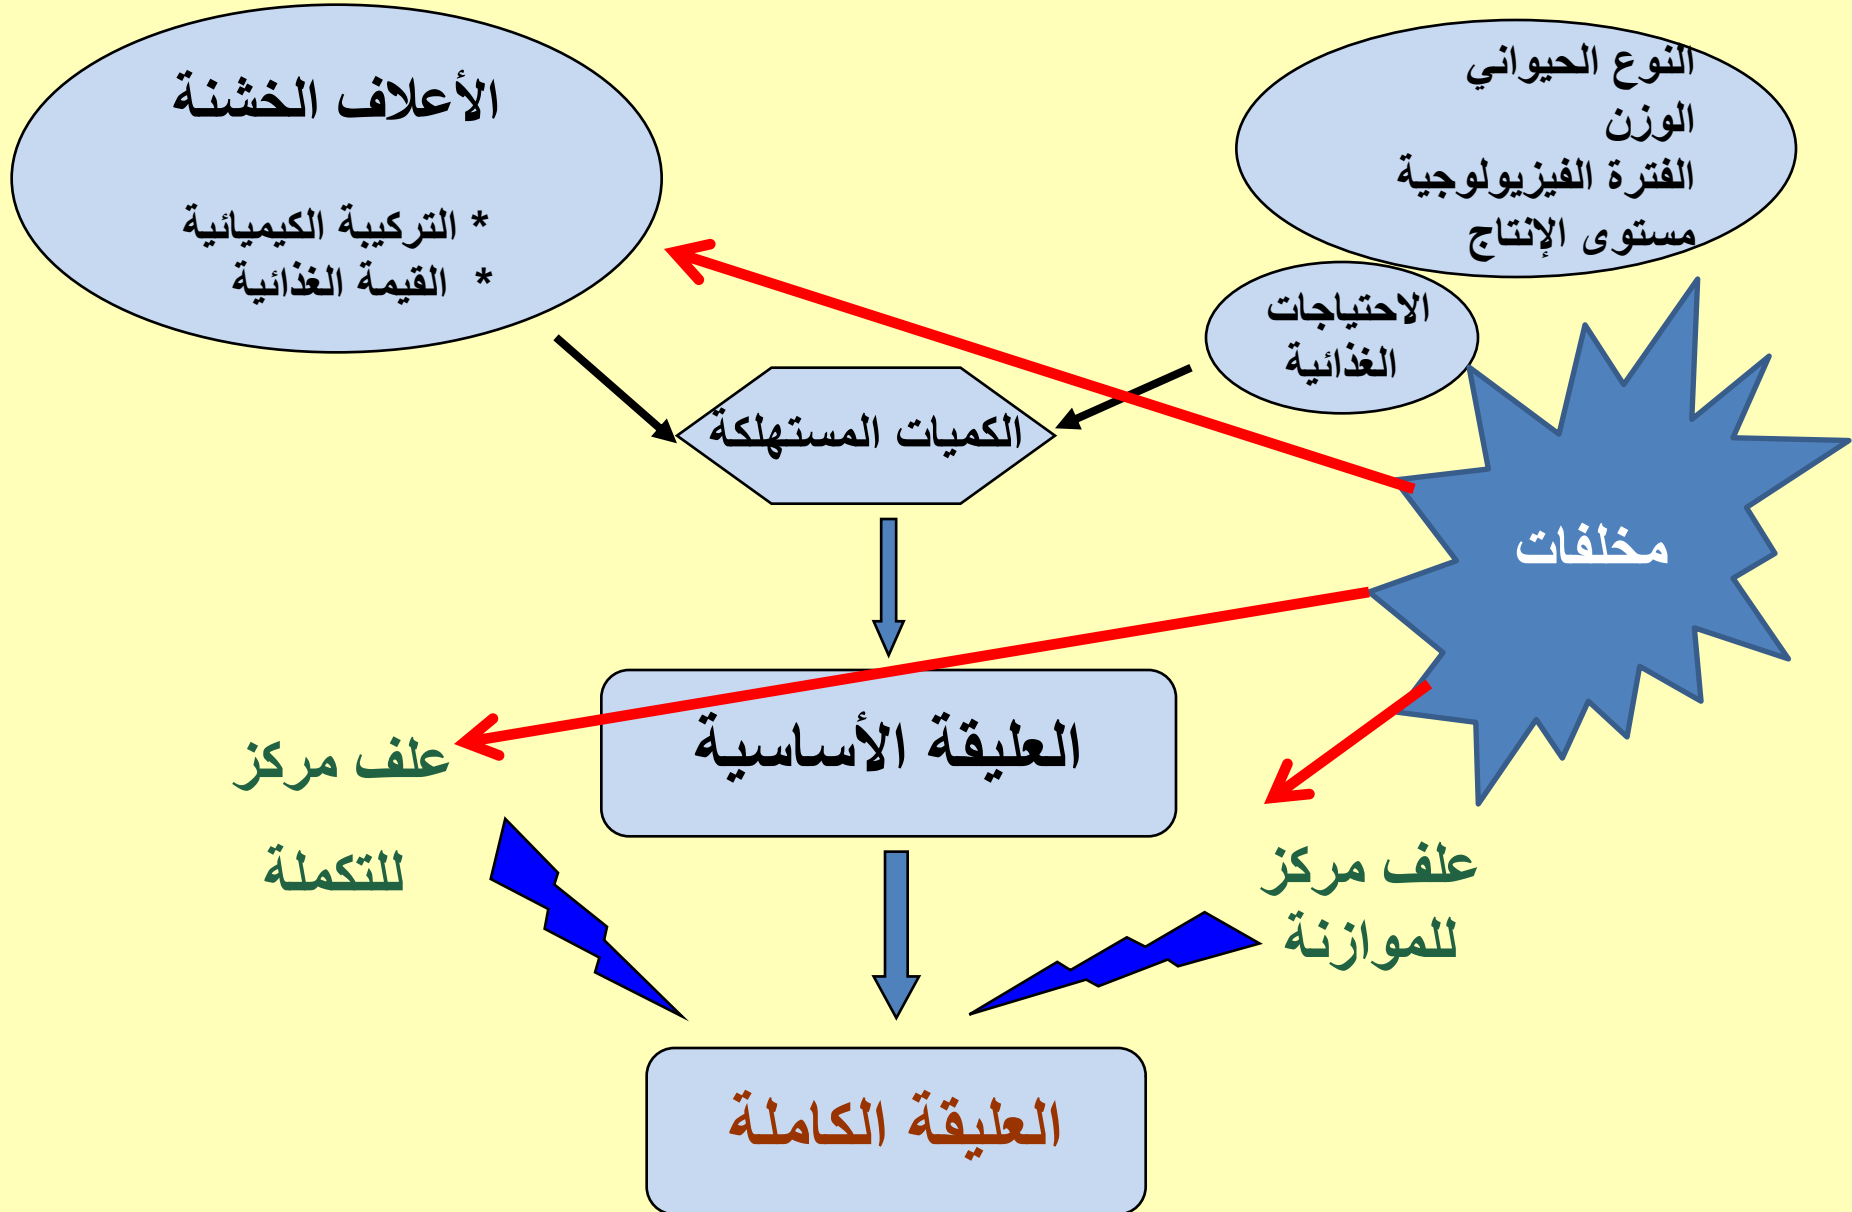 النوع الحيواني
الوزن
الفترة الفيزيولوجية
مستوى الإنتاج
الأعلاف الخشنة
* التركيبة الكيميائية
* القيمة الغذائية
الاحتياجات
الغذائية
الكميات المستهلكة
مخلفات
العليقة الأساسية
علف مركز
للتكملة
علف مركز
للموازنة
العليقة الكاملة